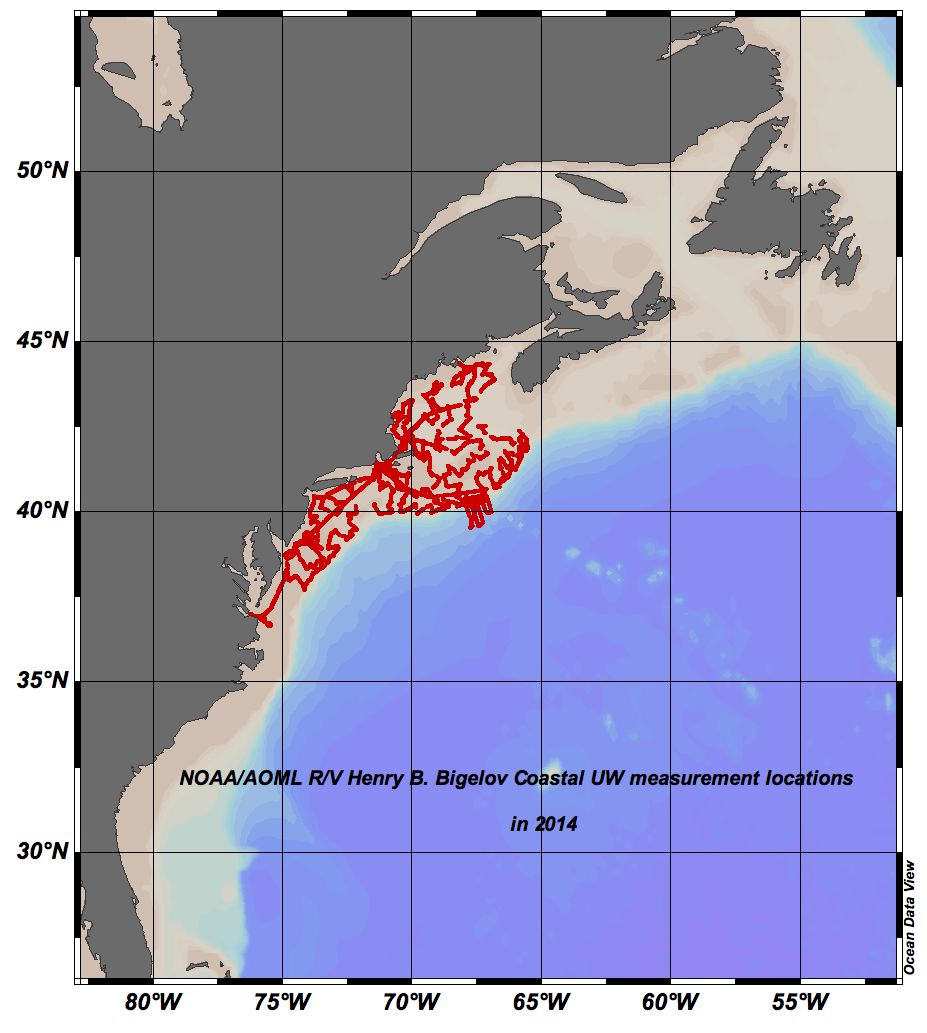 50°N
45°N
40°N
35°N
NOAA/AOML R/V Henry B. Bigelov Coastal UW measurement locations
in 2014
30°N
Ocean Data View
80°W 75°W 70°W 65°W 60°W 55°W